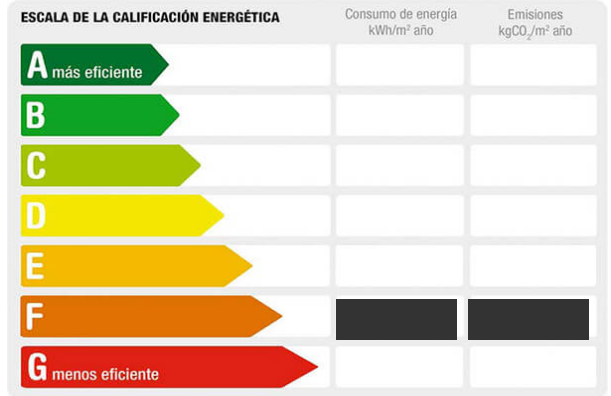 ESCALA DE LA CALIFICACIÓN ENERGÉTICA
Consumo de energía
kWh/m² año
Emisiones
kgCO₂/m² año
A más eficiente
B
C
D
E
F
G menos eficiente